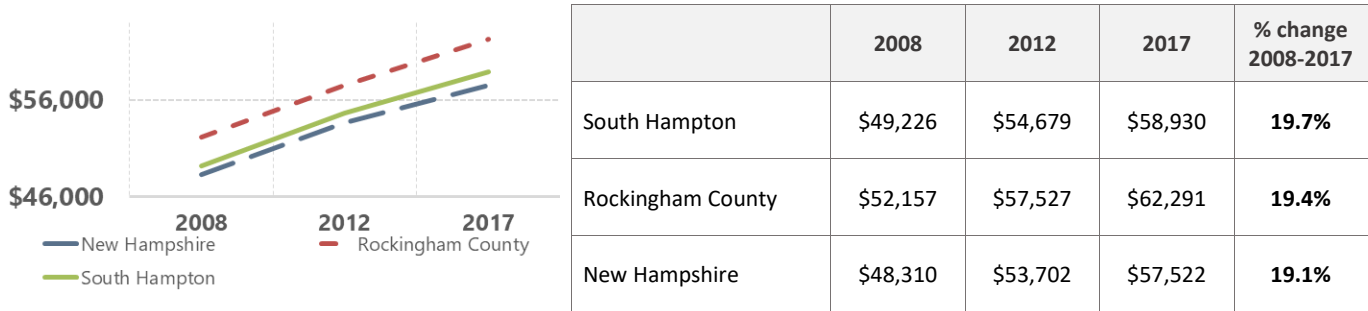 $56,000
$46,000
2008 2012 2017
New Hampshire Rockingham County
South Hampton
2008 2012 2017 % change
2008-2017
South Hampton $49,226 $54,679 $58,930 19.7%
Rockingham County $52,157 $57,527 $62,291 19.4%
New Hampshire $48,310 $53,702 $57,522 19.1%